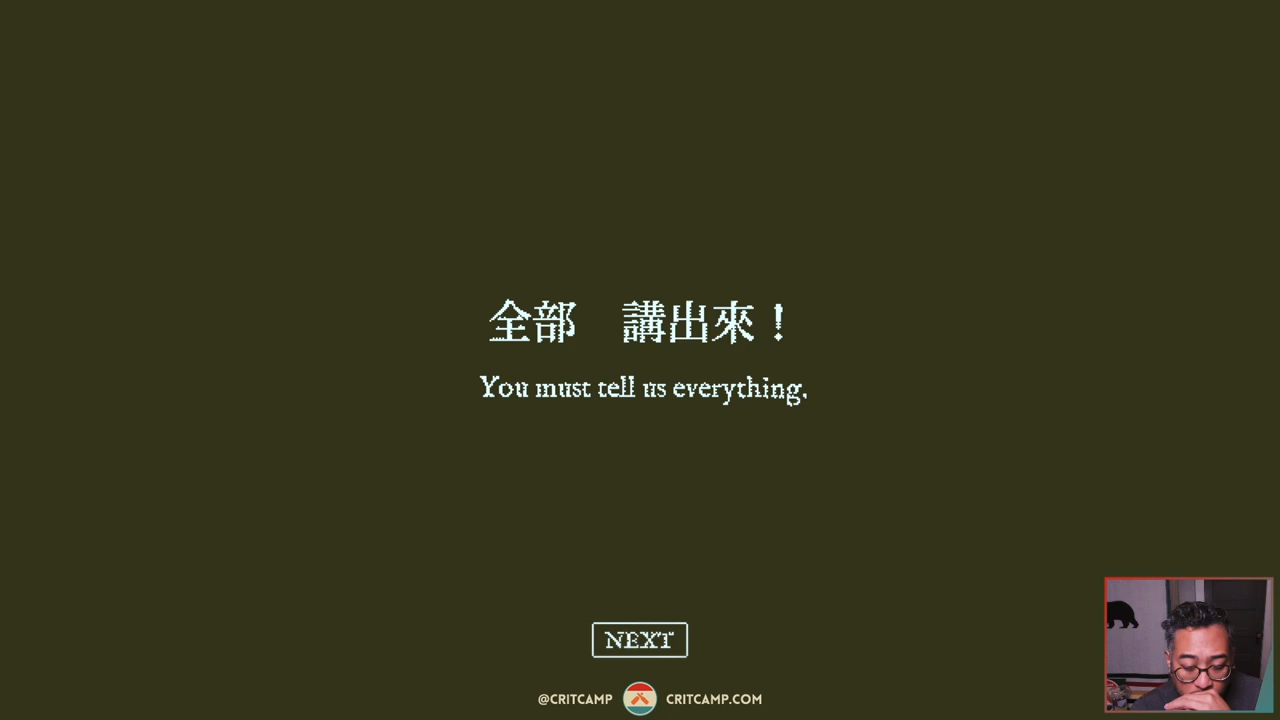 全部　講出來！
You must tell us everything.
NEXT
@CRITCAMP CRITCAMP.COM